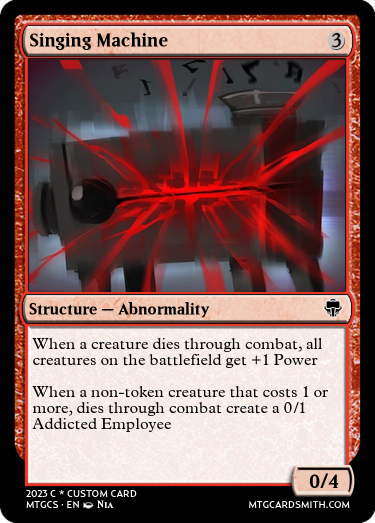 Singing Machine 3
Structure — Abnormality
When a creature dies through combat, all
creatures on the battlefield get +1 Power
When a non-token creature that costs 1 or
more, dies through combat create a 0/1
Addicted Employee
0/4
2023 C * CUSTOM CARD
MTGCS · EN NIA
MTGCARDSMITH.COM